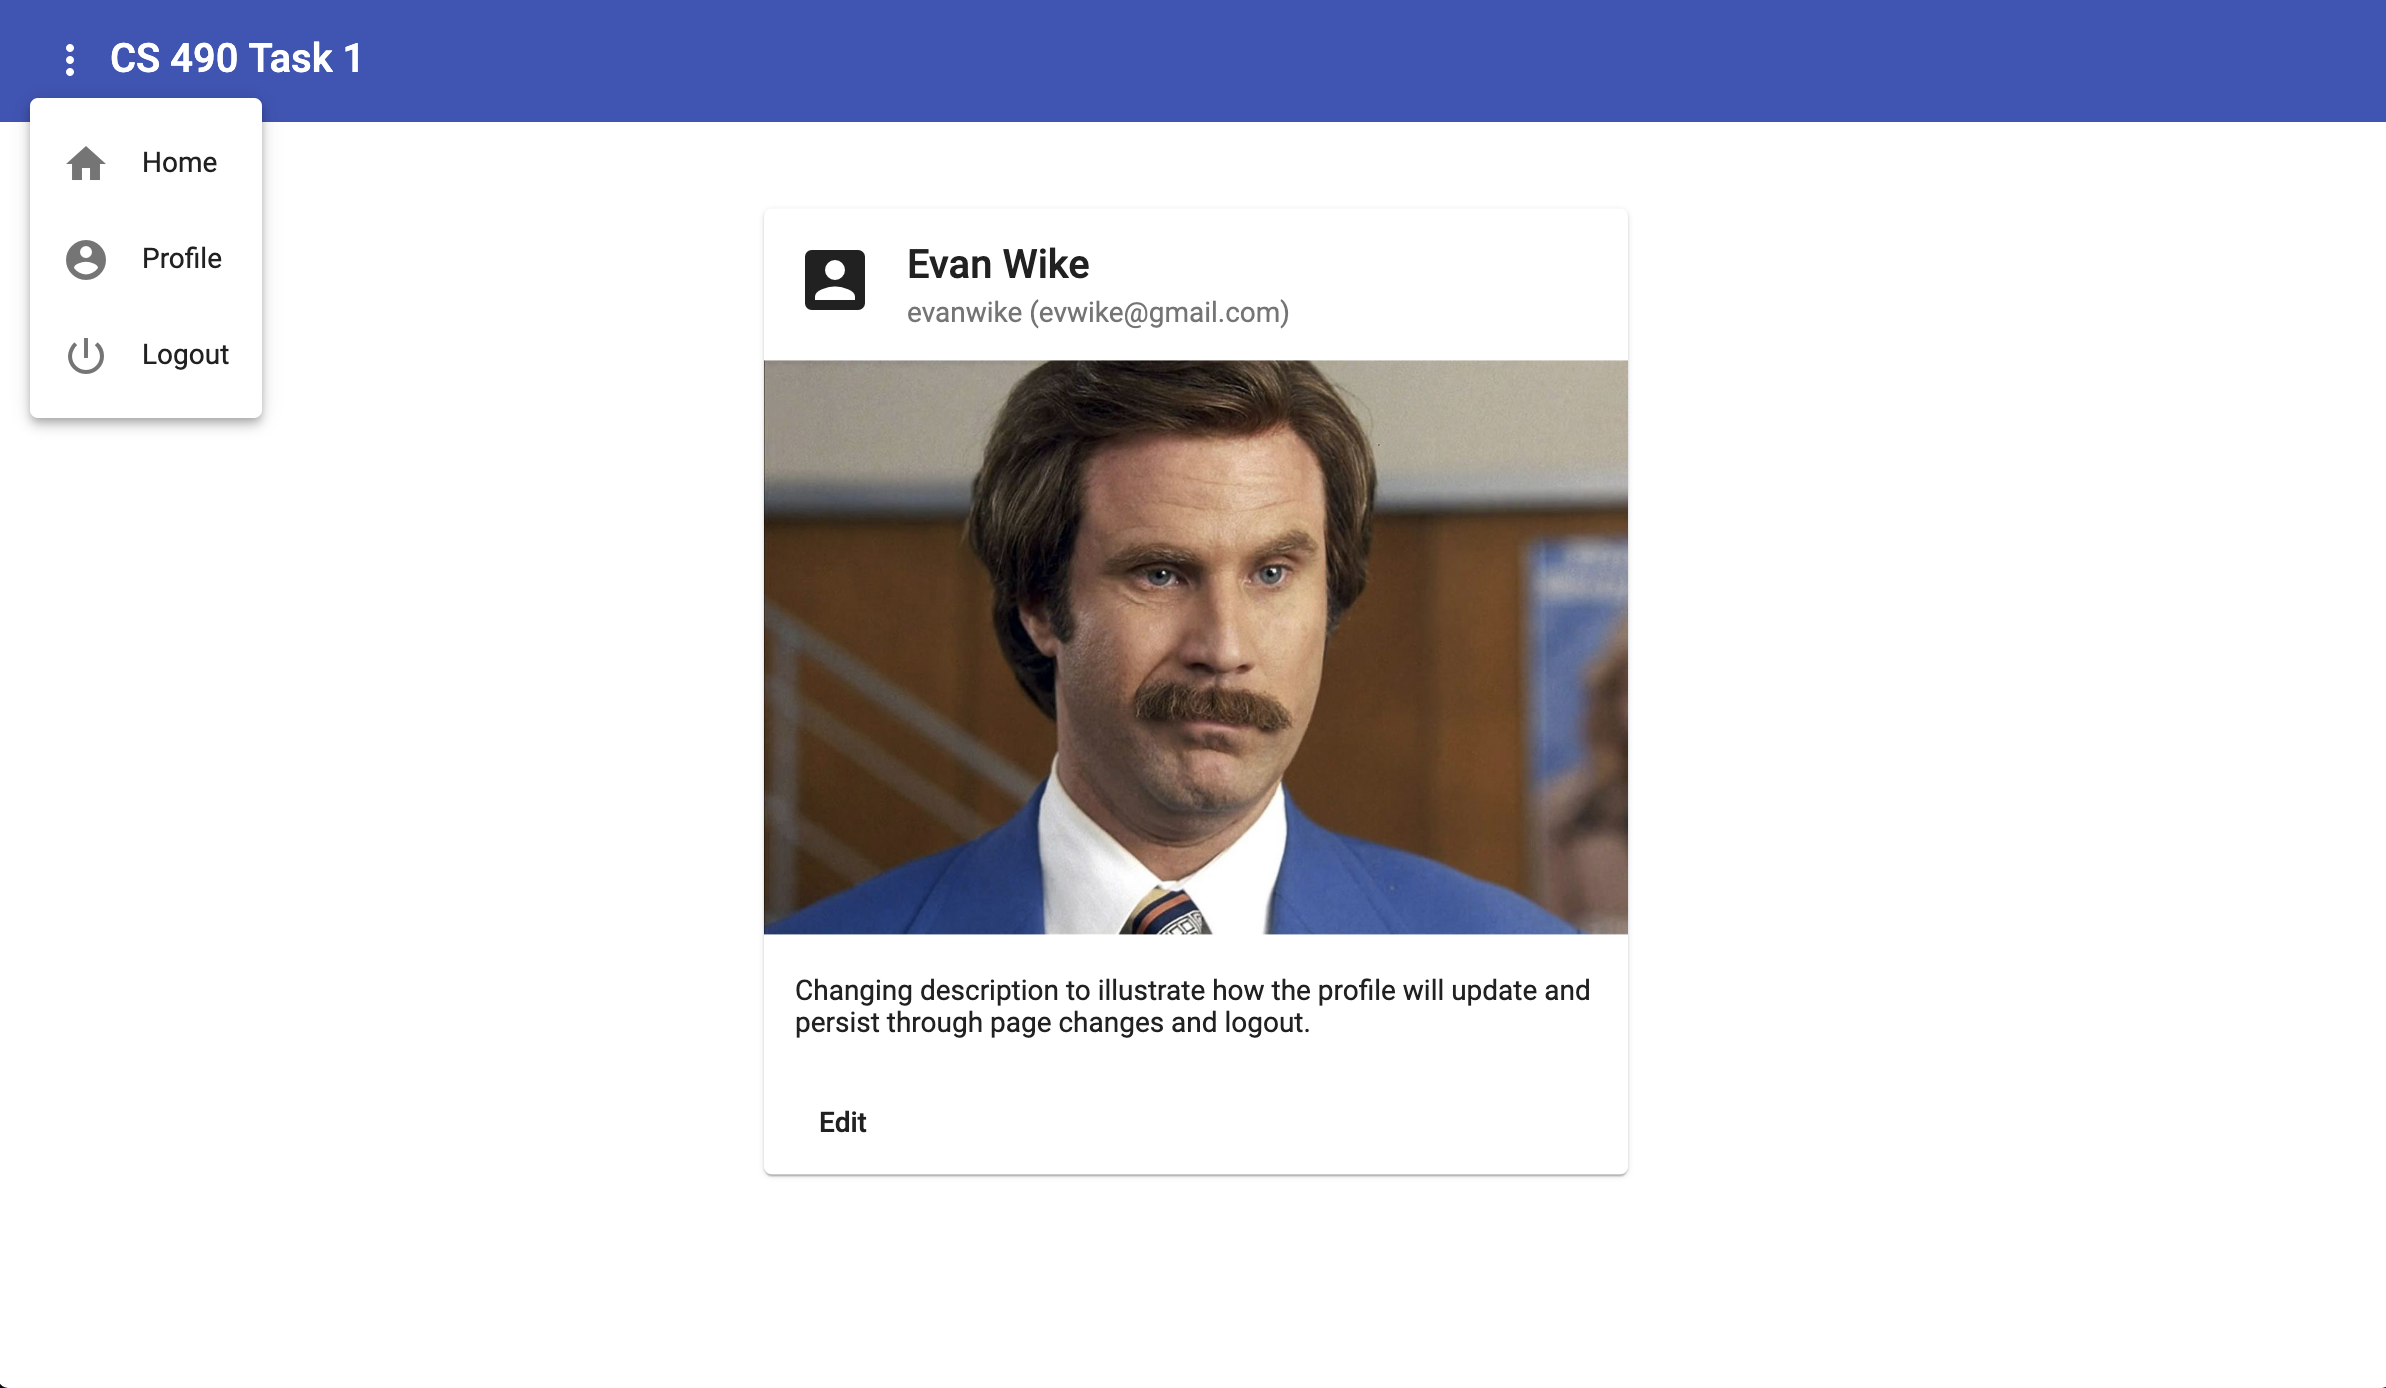 CS 490 Task 1
Home
Profile
Logout
Evan Wike
evanwike (evwike@gmail.com)
Changing description to illustrate how the profile will update and
persist through page changes and logout.
Edit